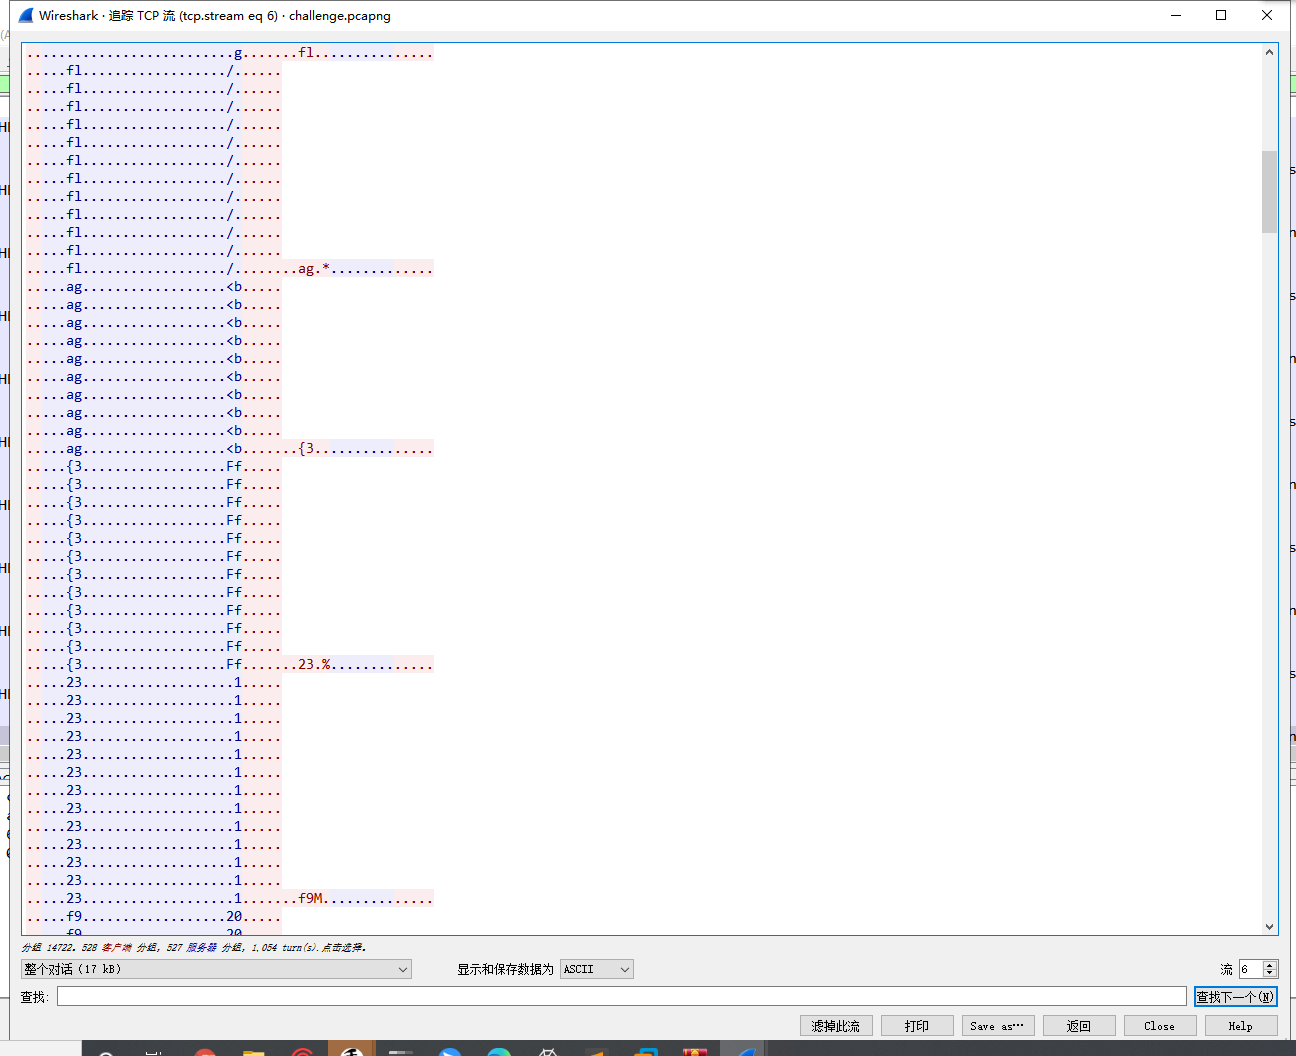 Wireshark · 追踪 TCP 流 (tcp.stream eq 6) · challenge.pcapng
..........................g.......fl...............
.....fl................../......
.....fl................../......
.....fl................../......
.....fl................../......
.....fl................../......
.....fl................../......
.....fl................../......
.....fl................../......
.....fl................../......
.....fl................../......
.....fl................../......
.....fl................../........ag.*.............
.....ag..................<b.....
.....ag..................<b.....
.....ag..................<b.....
.....ag..................<b.....
.....ag..................<b.....
.....ag..................<b.....
.....ag..................<b.....
.....ag..................<b.....
.....ag..................<b.....
.....ag..................<b.......{3...............
.....{3..................Ff.....
.....{3..................Ff.....
.....{3..................Ff.....
.....{3..................Ff.....
.....{3..................Ff.....
.....{3..................Ff.....
.....{3..................Ff.....
.....{3..................Ff.....
.....{3..................Ff.....
.....{3..................Ff.....
.....{3..................Ff.....
.....{3..................Ff.......23.%.............
.....23...................1.....
.....23...................1.....
.....23...................1.....
.....23...................1.....
.....23...................1.....
.....23...................1.....
.....23...................1.....
.....23...................1.....
.....23...................1.....
.....23...................1.....
.....23...................1.....
.....23...................1.....
.....23...................1.......f9M..............
.....f9..................20.....
.....f9..................20.....
分组 14722. 528 客户端 分组, 527 服务器 分组, 1,054 turn(s).点击选择.
整个对话 (17 kB) 显示和保存数据为 ASCII 流 6
查找: 查找下一个(N)
滤掉此流 打印 Save as… 返回 Close Help